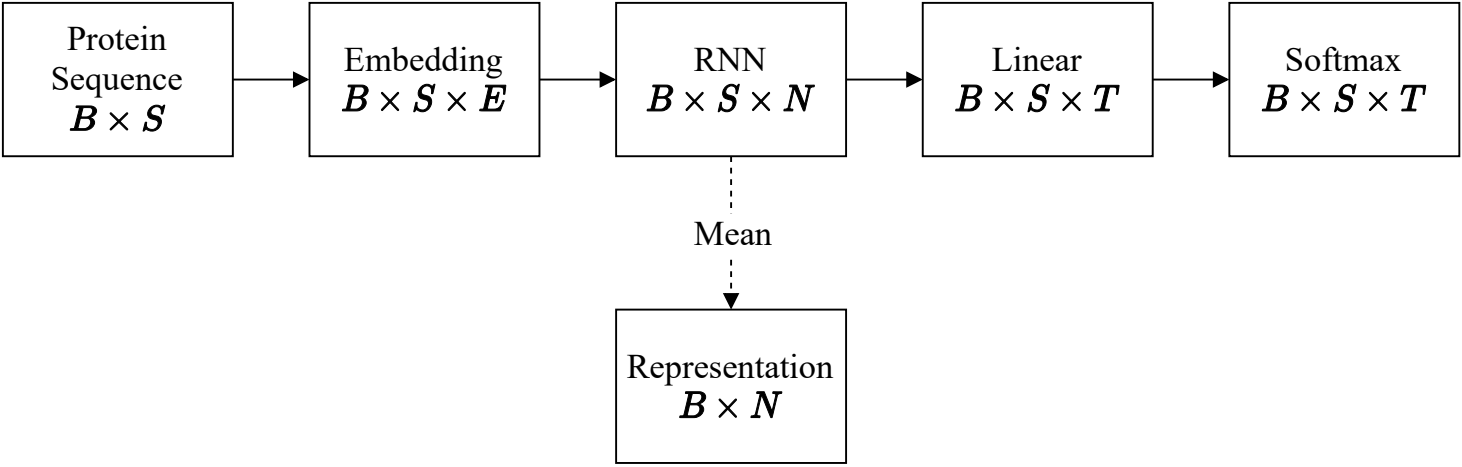 Protein
Sequence
B × S
Embedding
B × S × E
RNN
B × S × N
Linear
B × S × T
Softmax
B × S × T
Mean
Representation
B × N